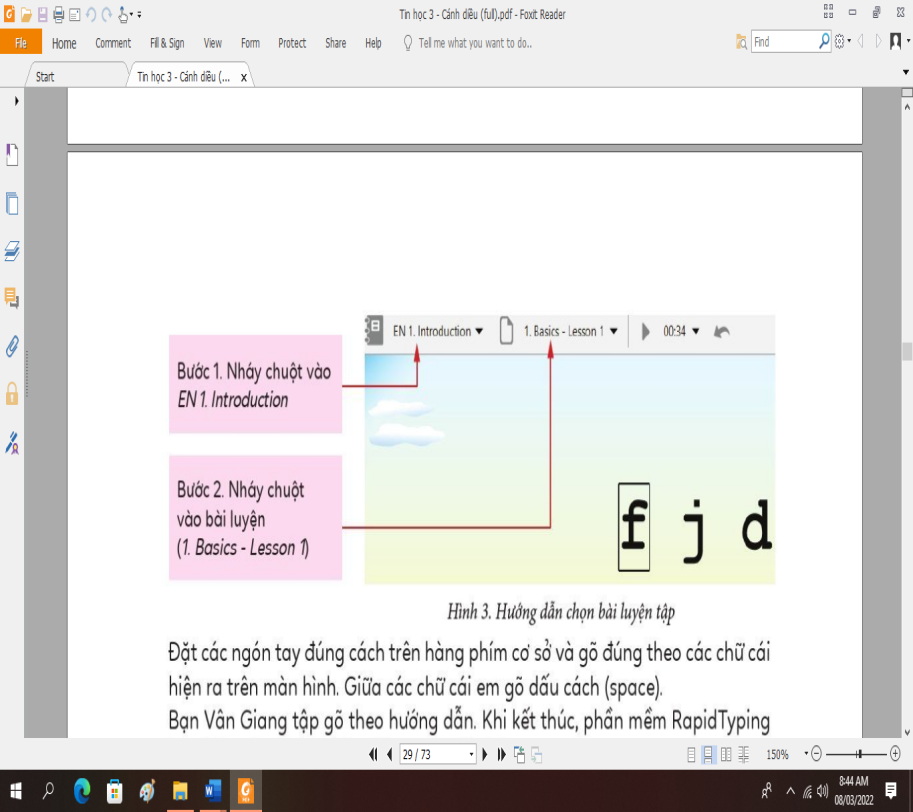 Tin học 3 - Cánh diều (full).pdf - Foxit Reader
File Home Comment Fill & Sign View Form Protect Share Help Tell me what you want to do.. Find
Start Tin học 3 - Cánh diều (... x
EN 1. Introduction 1. Basics - Lesson 1 00:34
Bước 1. Nháy chuột vào
EN 1. Introduction
Bước 2. Nháy chuột
vào bài luyện
(1. Basics - Lesson 1)
f j d
Hình 3. Hướng dẫn chọn bài luyện tập
Đặt các ngón tay đúng cách trên hàng phím cơ sở và gõ đúng theo các chữ cái
hiện ra trên màn hình. Giữa các chữ cái em gõ dấu cách (space).
Bạn Vân Giang tập gõ theo hướng dẫn. Khi kết thúc, phần mềm RapidTyping
29 / 73 150%
8:44 AM
08/03/2022